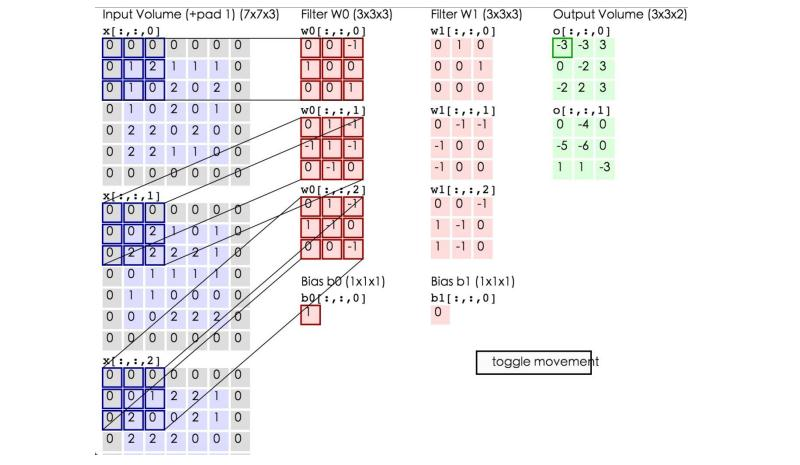 Input Volume (+pad 1) (7x7x3)
x[:,:,0]
0 0 0 0 0 0 0
0 1 2 1 1 1 0
0 1 0 2 0 2 0
0 1 0 2 0 1 0
0 2 2 0 2 0 0
0 2 2 1 1 0 0
0 0 0 0 0 0 0
x[:,:,1]
0 0 0 0 0 0 0
0 0 2 1 0 1 0
0 2 2 2 2 1 0
0 0 1 1 1 1 0
0 1 1 0 0 0 0
0 0 0 2 2 2 0
0 0 0 0 0 0 0
x[:,:,2]
0 0 0 0 0 0 0
0 0 1 2 2 1 0
0 2 0 0 2 1 0
0 2 2 2 0 0 0
Filter W0 (3x3x3)
w0[:,:,0]
0 0 -1
1 0 0
0 0 1
w0[:,:,1]
0 1 -1
-1 1 -1
0 -1 0
w0[:,:,2]
0 1 -1
1 -1 0
0 0 -1
Bias b0 (1x1x1)
b0[:,:,0]
1
Filter W1 (3x3x3)
w1[:,:,0]
0 1 0
0 0 1
0 0 0
w1[:,:,1]
0 -1 -1
-1 0 0
-1 0 0
w1[:,:,2]
0 0 -1
1 -1 0
1 -1 0
Bias b1 (1x1x1)
b1[:,:,0]
0
Output Volume (3x3x2)
o[:,:,0]
-3 -3 3
0 -2 3
-2 2 3
o[:,:,1]
0 -4 0
-5 -6 0
1 1 -3
toggle movement